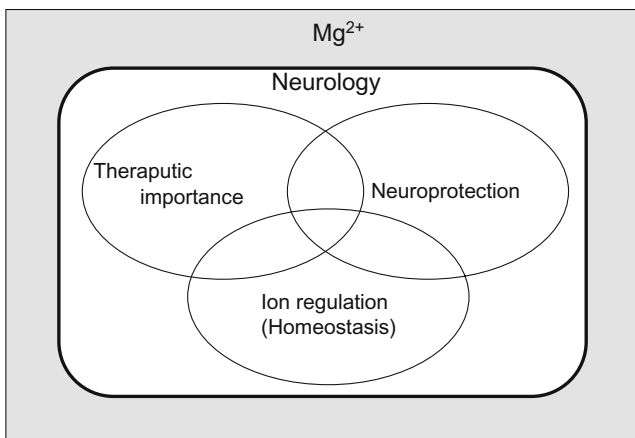 Mg²⁺
Neurology
Theraputic
importance
Neuroprotection
Ion regulation
(Homeostasis)